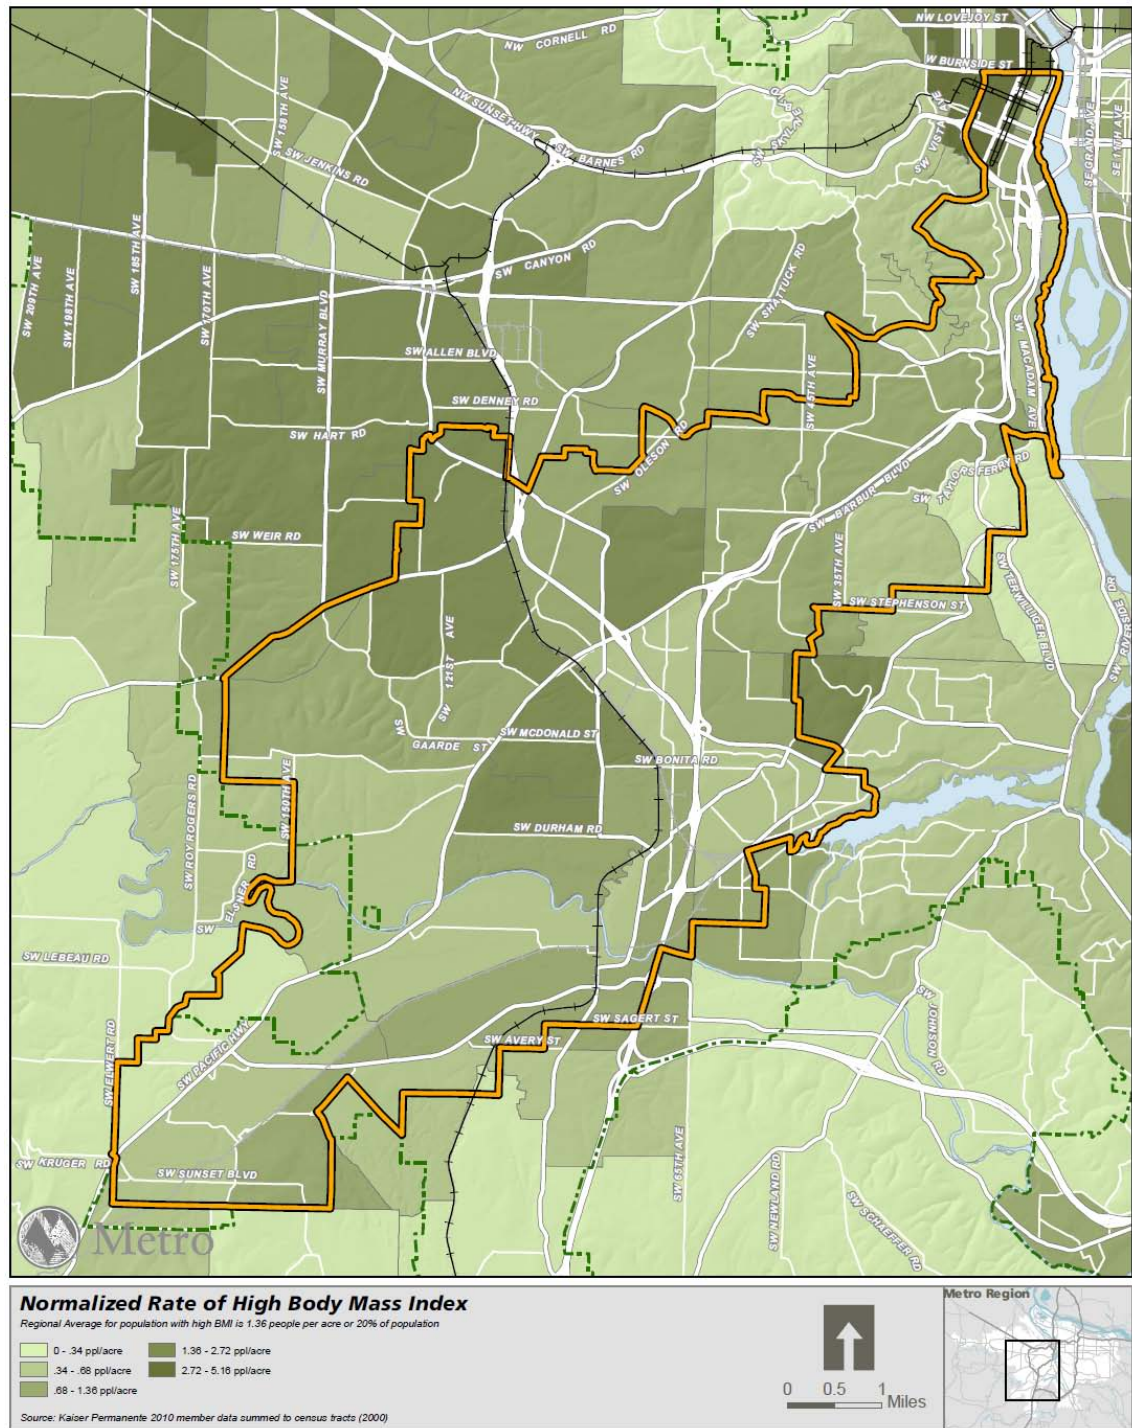 NW LOVEJOY ST
NW CORNELL RD
W BURNSIDE ST
SW 158TH AVE
NW SUNSET HWY
SW SKYLINE
SW VISTA AVE
SE GRAND AVE
SE 11TH AVE
SW BARNES RD
SW JENKINS RD
SW 185TH AVE
SW 209TH AVE
SW 198TH AVE
SW 170TH AVE
SW CANYON RD
SW SHATTUCK RD
SW MURRAY BLVD
SW ALLEN BLVD
SW MACADAM AVE
SW 45TH AVE
SW DENNEY RD
SW HART RD
SW OLESON RD
SW TAYLORS FERRY RD
SW BARBUR BLVD
SW WEIR RD
SW 175TH AVE
SW 35TH AVE
SW TERWILLIGER BLVD
SW STEPHENSON ST
SW RIVERSIDE DR
SW 121ST AVE
SW GAARDE ST
SW MCDONALD ST
SW BONITA RD
SW ROY ROGERS RD
SW 150TH AVE
SW DURHAM RD
SW ELSNER RD
SW LEBEAU RD
SW JOHNSON RD
SW SAGERT ST
SW AVERY ST
SW PACIFIC HWY
SW ELWERT RD
SW 65TH AVE
SW KRUGER RD
SW SUNSET BLVD
SW NEWLAND RD
SW SCHAEFFER RD
Metro
Normalized Rate of High Body Mass Index
Regional Average for population with high BMI is 1.36 people per acre or 20% of population
0 - .34 ppl/acre
.34 - .68 ppl/acre
.68 - 1.36 ppl/acre
1.36 - 2.72 ppl/acre
2.72 - 5.16 ppl/acre
0 0.5 1
Miles
Metro Region
Source: Kaiser Permanente 2010 member data summed to census tracts (2000)